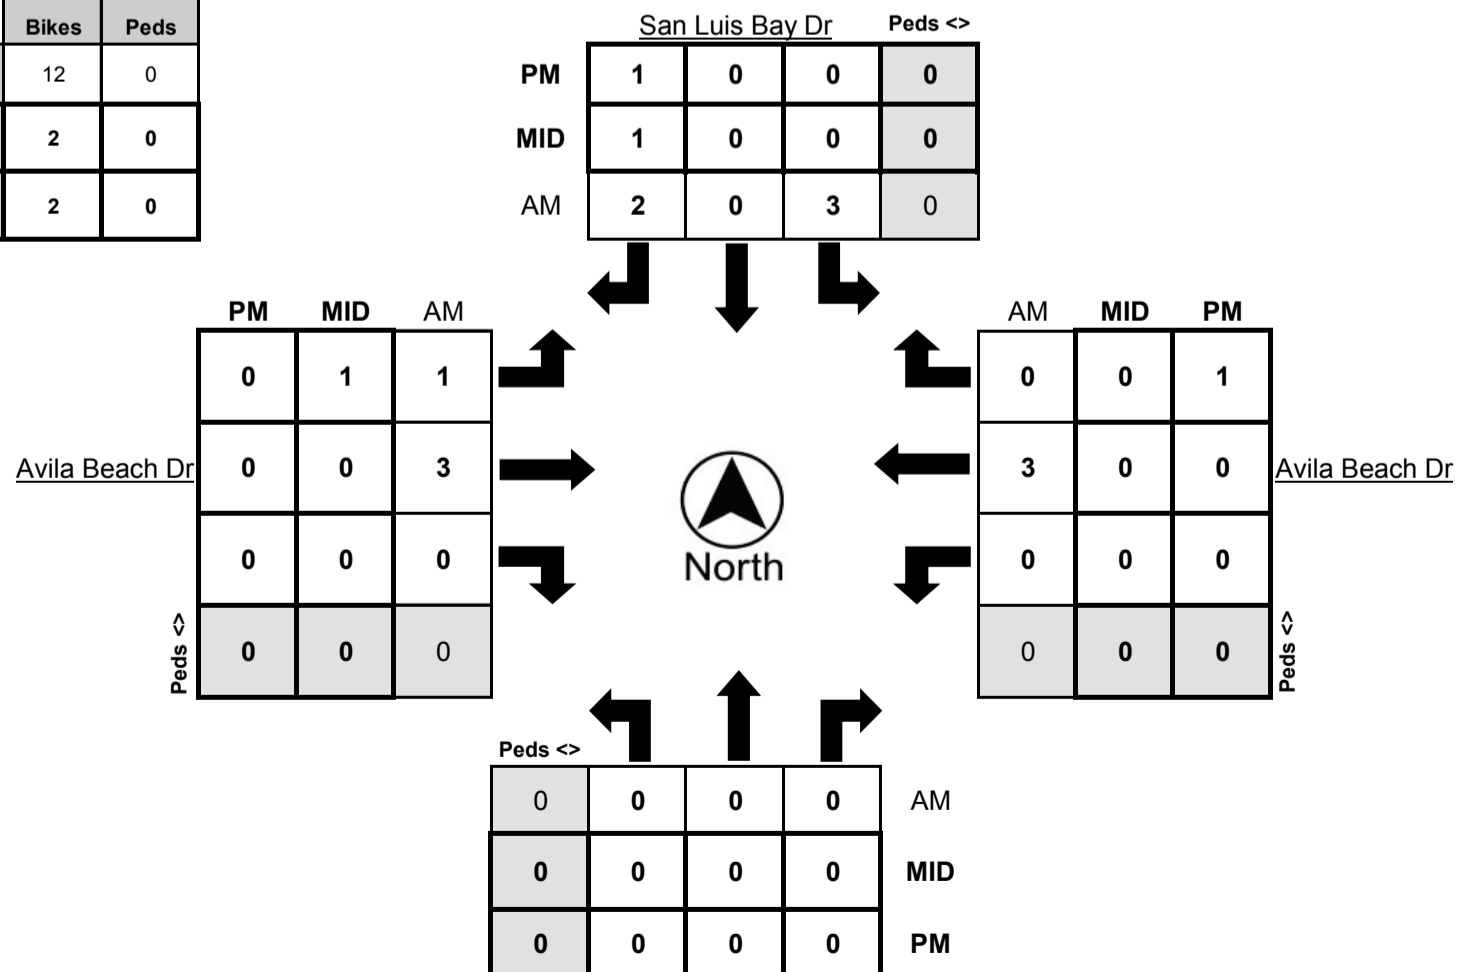 Bikes Peds
12 0
2 0
2 0
San Luis Bay Dr Peds <>
PM 1 0 0 0
MID 1 0 0 0
AM 2 0 3 0
PM MID AM
0 1 1
Avila Beach Dr 0 0 3
0 0 0
Peds <> 0 0 0
North
AM MID PM
0 0 1
3 0 0 Avila Beach Dr
0 0 0
0 0 0 Peds <>
Peds <>
0 0 0 0 AM
0 0 0 0 MID
0 0 0 0 PM